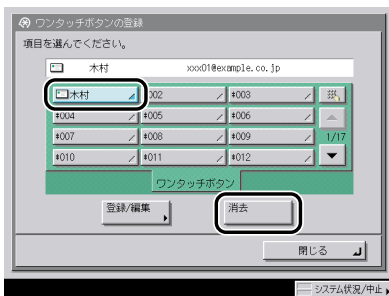 ワンタッチボタンの登録
項目を選んでください。
木村 xxx01@example.co.jp
木村 *002 *003
*004 *005 *006
*007 *008 *009 1/17
*010 *011 *012
ワンタッチボタン
登録/編集 消去
閉じる
システム状況/中止